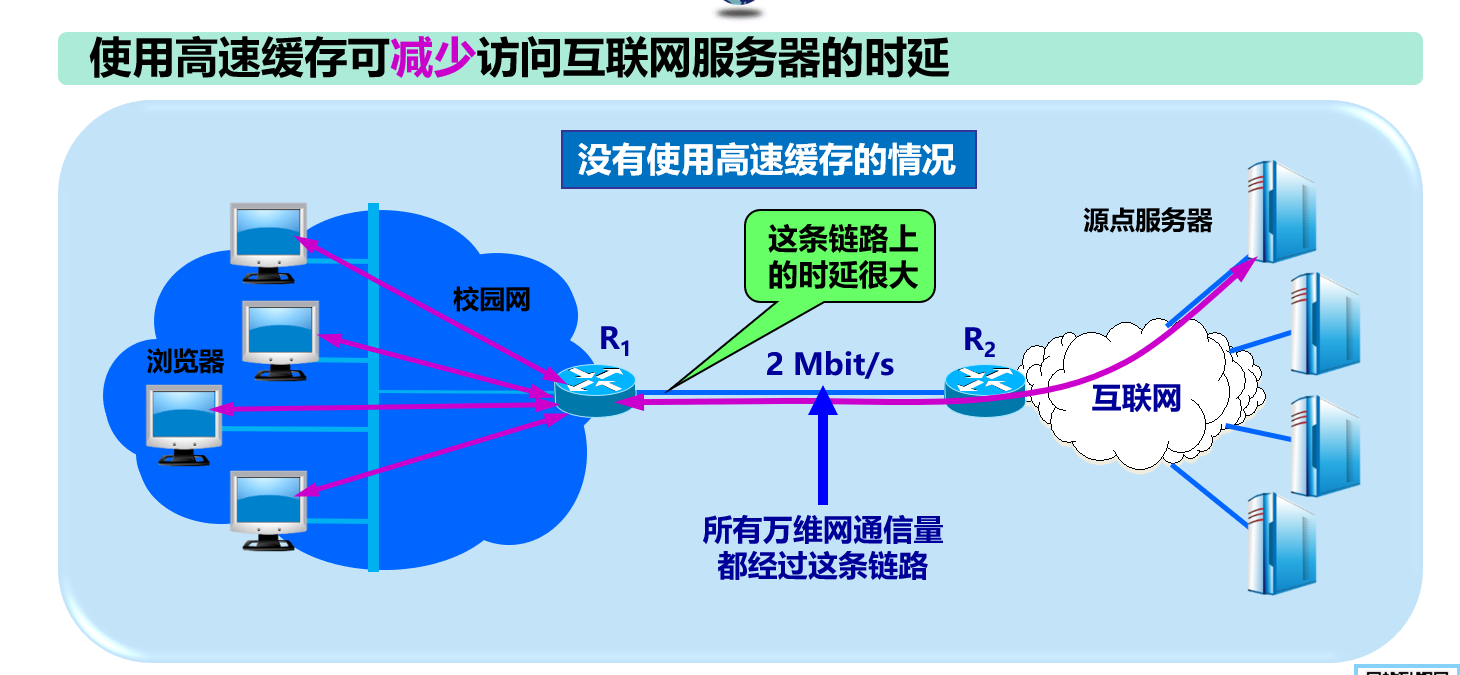 使用高速缓存可减少访问互联网服务器的时延
没有使用高速缓存的情况
源点服务器
这条链路上
的时延很大
校园网
R1
R2
浏览器
2 Mbit/s
互联网
所有万维网通信量
都经过这条链路